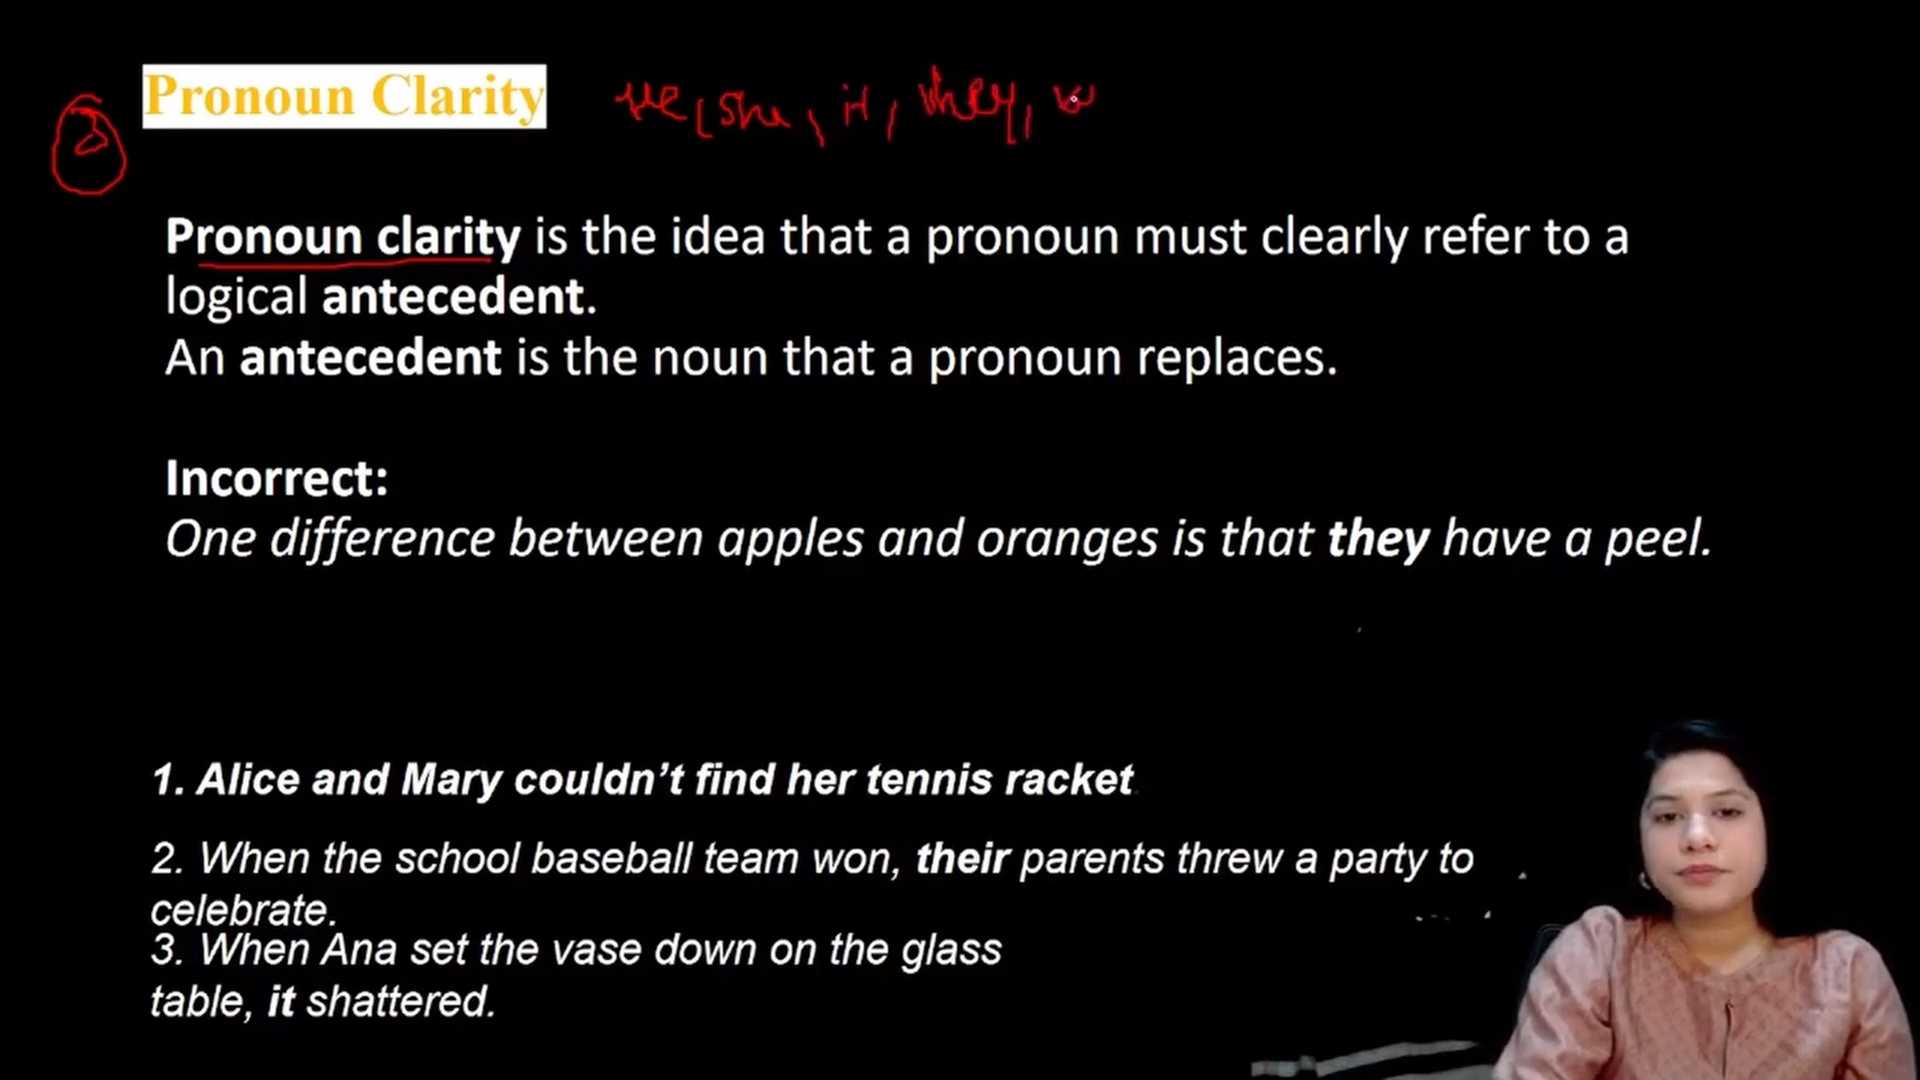 Pronoun Clarity he, she, it, they, w
2
Pronoun clarity is the idea that a pronoun must clearly refer to a
logical antecedent.
An antecedent is the noun that a pronoun replaces.
Incorrect:
One difference between apples and oranges is that they have a peel.
1. Alice and Mary couldn't find her tennis racket
2. When the school baseball team won, their parents threw a party to
celebrate.
3. When Ana set the vase down on the glass
table, it shattered.